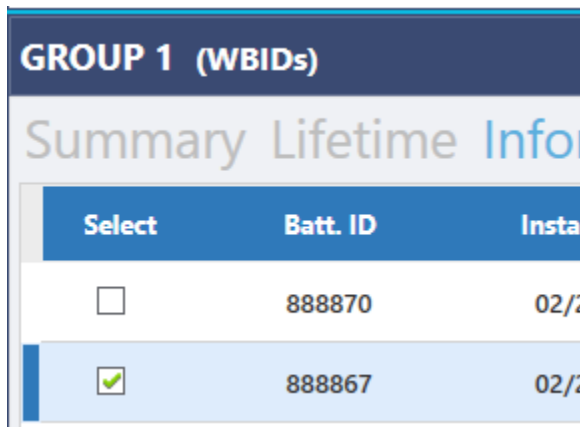 GROUP 1 (WBIDs)
Summary Lifetime
Select Batt. ID
888870
888867